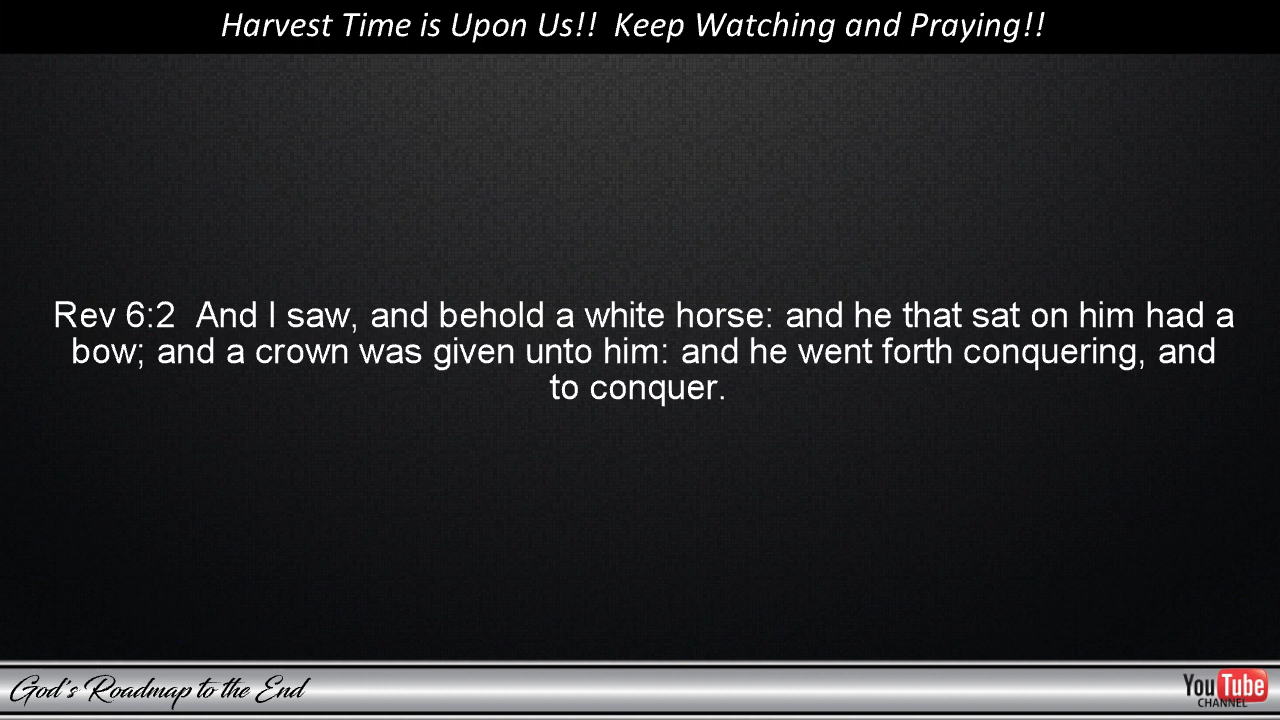 Harvest Time is Upon Us!!  Keep Watching and Praying!!
Rev 6:2  And I saw, and behold a white horse: and he that sat on him had a
bow; and a crown was given unto him: and he went forth conquering, and
to conquer.
God's Roadmap to the End
YouTube
CHANNEL